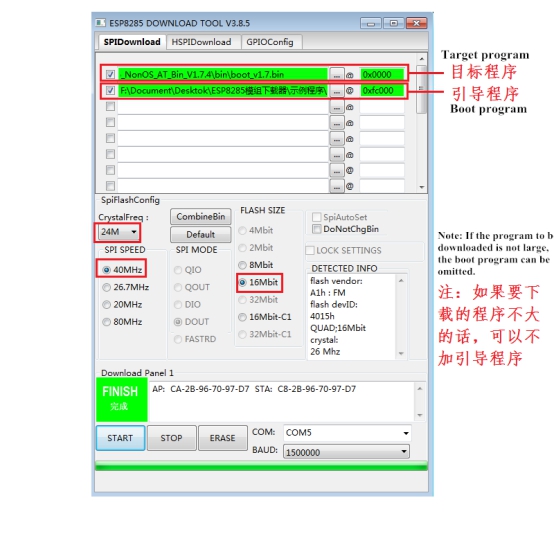 ESP8285 DOWNLOAD TOOL V3.8.5
SPIDownload HSPIDownload GPIOConfig
_NonOS_AT_Bin_V1.7.4\bin\boot_v1.7.bin ... @ 0x0000
F:\Document\Desktok\ESP8285模组下载器\示例程序\ ... @ 0xfc000
... @
... @
... @
... @
... @
Target program
目标程序
引导程序
Boot program
SpiFlashConfig
CrystalFreq :
24M
CombineBin
Default
SPI SPEED
40MHz
26.7MHz
20MHz
80MHz
SPI MODE
QIO
QOUT
DIO
DOUT
FASTRD
FLASH SIZE
4Mbit
2Mbit
8Mbit
16Mbit
32Mbit
16Mbit-C1
32Mbit-C1
SpiAutoSet
DoNotChgBin
LOCK SETTINGS
DETECTED INFO
flash vendor:
A1h : FM
flash devID:
4015h
QUAD;16Mbit
crystal:
26 Mhz
Note: If the program to b
downloaded is not large,
the boot program can be
omitted.
注：如果要下
载的程序不大
的话，可以不
加引导程序
Download Panel 1
FINISH
完成
AP: CA-2B-96-70-97-D7 STA: C8-2B-96-70-97-D7
START STOP ERASE
COM: COM5
BAUD: 1500000